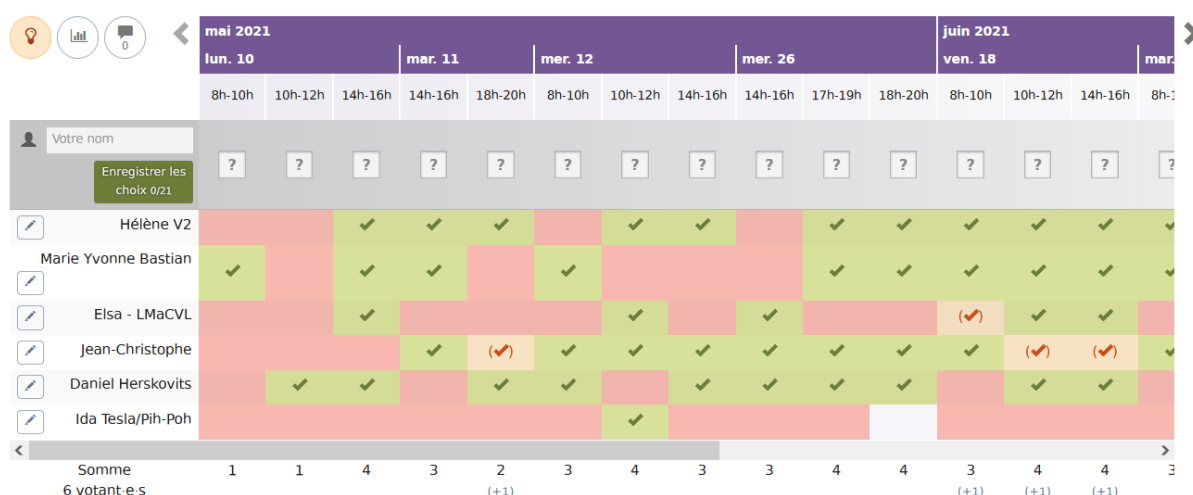 0
mai 2021 juin 2021
lun. 10 mar. 11 mer. 12 mer. 26 ven. 18 mar.
8h-10h 10h-12h 14h-16h 14h-16h 18h-20h 8h-10h 10h-12h 14h-16h 14h-16h 17h-19h 18h-20h 8h-10h 10h-12h 14h-16h 8h-1
Votre nom
? ? ? ? ? ? ? ? ? ? ? ? ? ? ?
Enregistrer les
choix 0/21
Hélène V2
Marie Yvonne Bastian
Elsa - LMaCVL
Jean-Christophe
Daniel Herskovits
Ida Tesla/Pih-Poh
Somme 1 1 4 3 2 3 4 3 3 4 4 3 4 4 3
6 votant·e·s (+1) (+1) (+1) (+1)